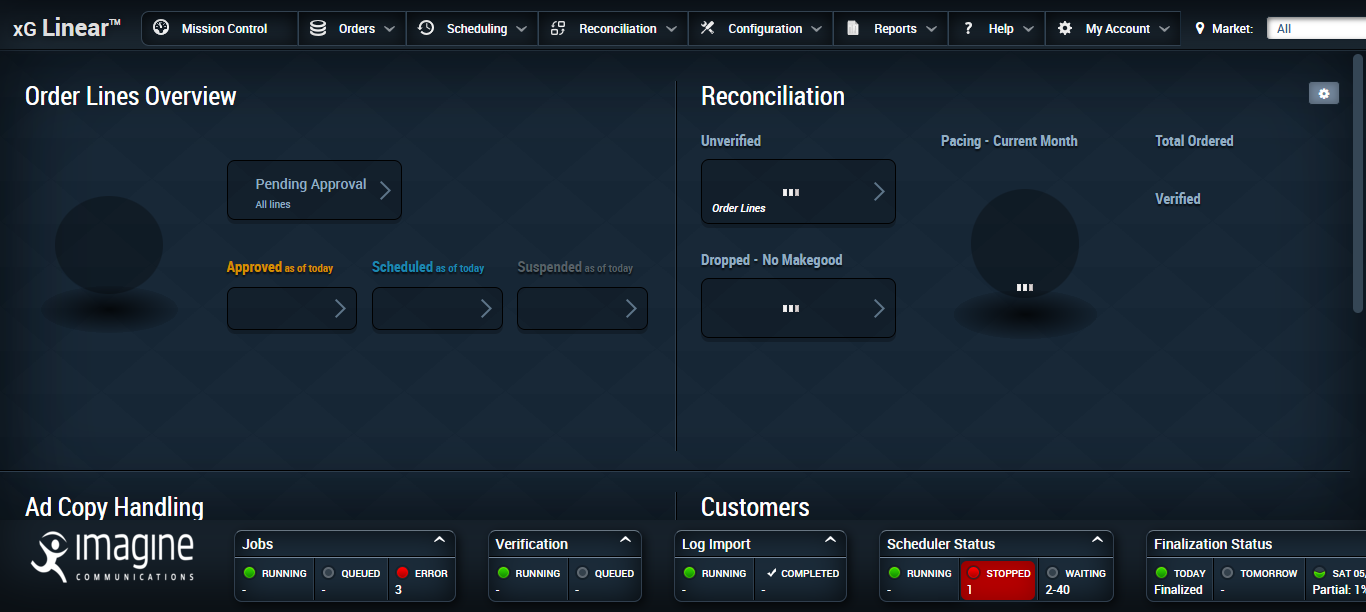 xG Linear™ Mission Control Orders Scheduling Reconciliation Configuration Reports ? Help My Account Market: All
Order Lines Overview
Reconciliation
Unverified
Pacing - Current Month
Total Ordered
Pending Approval
All lines
Order Lines
Verified
Approved as of today
Scheduled as of today
Suspended as of today
Dropped - No Makegood
Ad Copy Handling
Customers
imagine
COMMUNICATIONS
Jobs
RUNNING QUEUED ERROR
- - 3
Verification
RUNNING QUEUED
- -
Log Import
RUNNING COMPLETED
- -
Scheduler Status
RUNNING STOPPED WAITING
- 1 2-40
Finalization Status
TODAY TOMORROW SAT 05,
Finalized - Partial: 1%